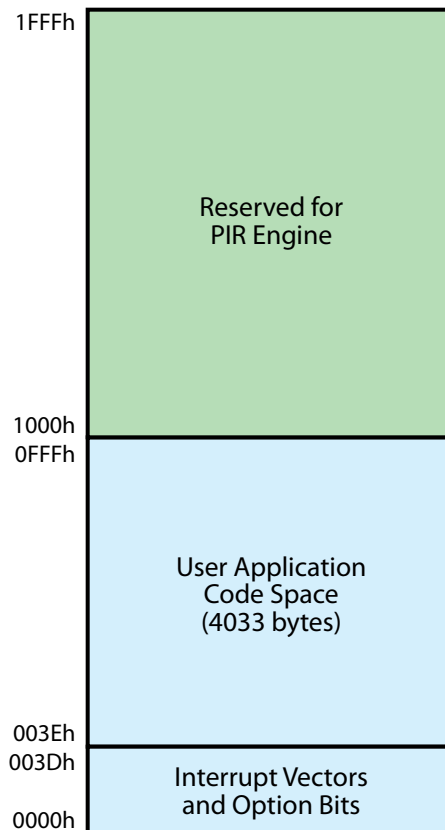 1FFFh
Reserved for
PIR Engine
1000h
0FFFh
User Application
Code Space
(4033 bytes)
003Eh
003Dh
Interrupt Vectors
and Option Bits
0000h